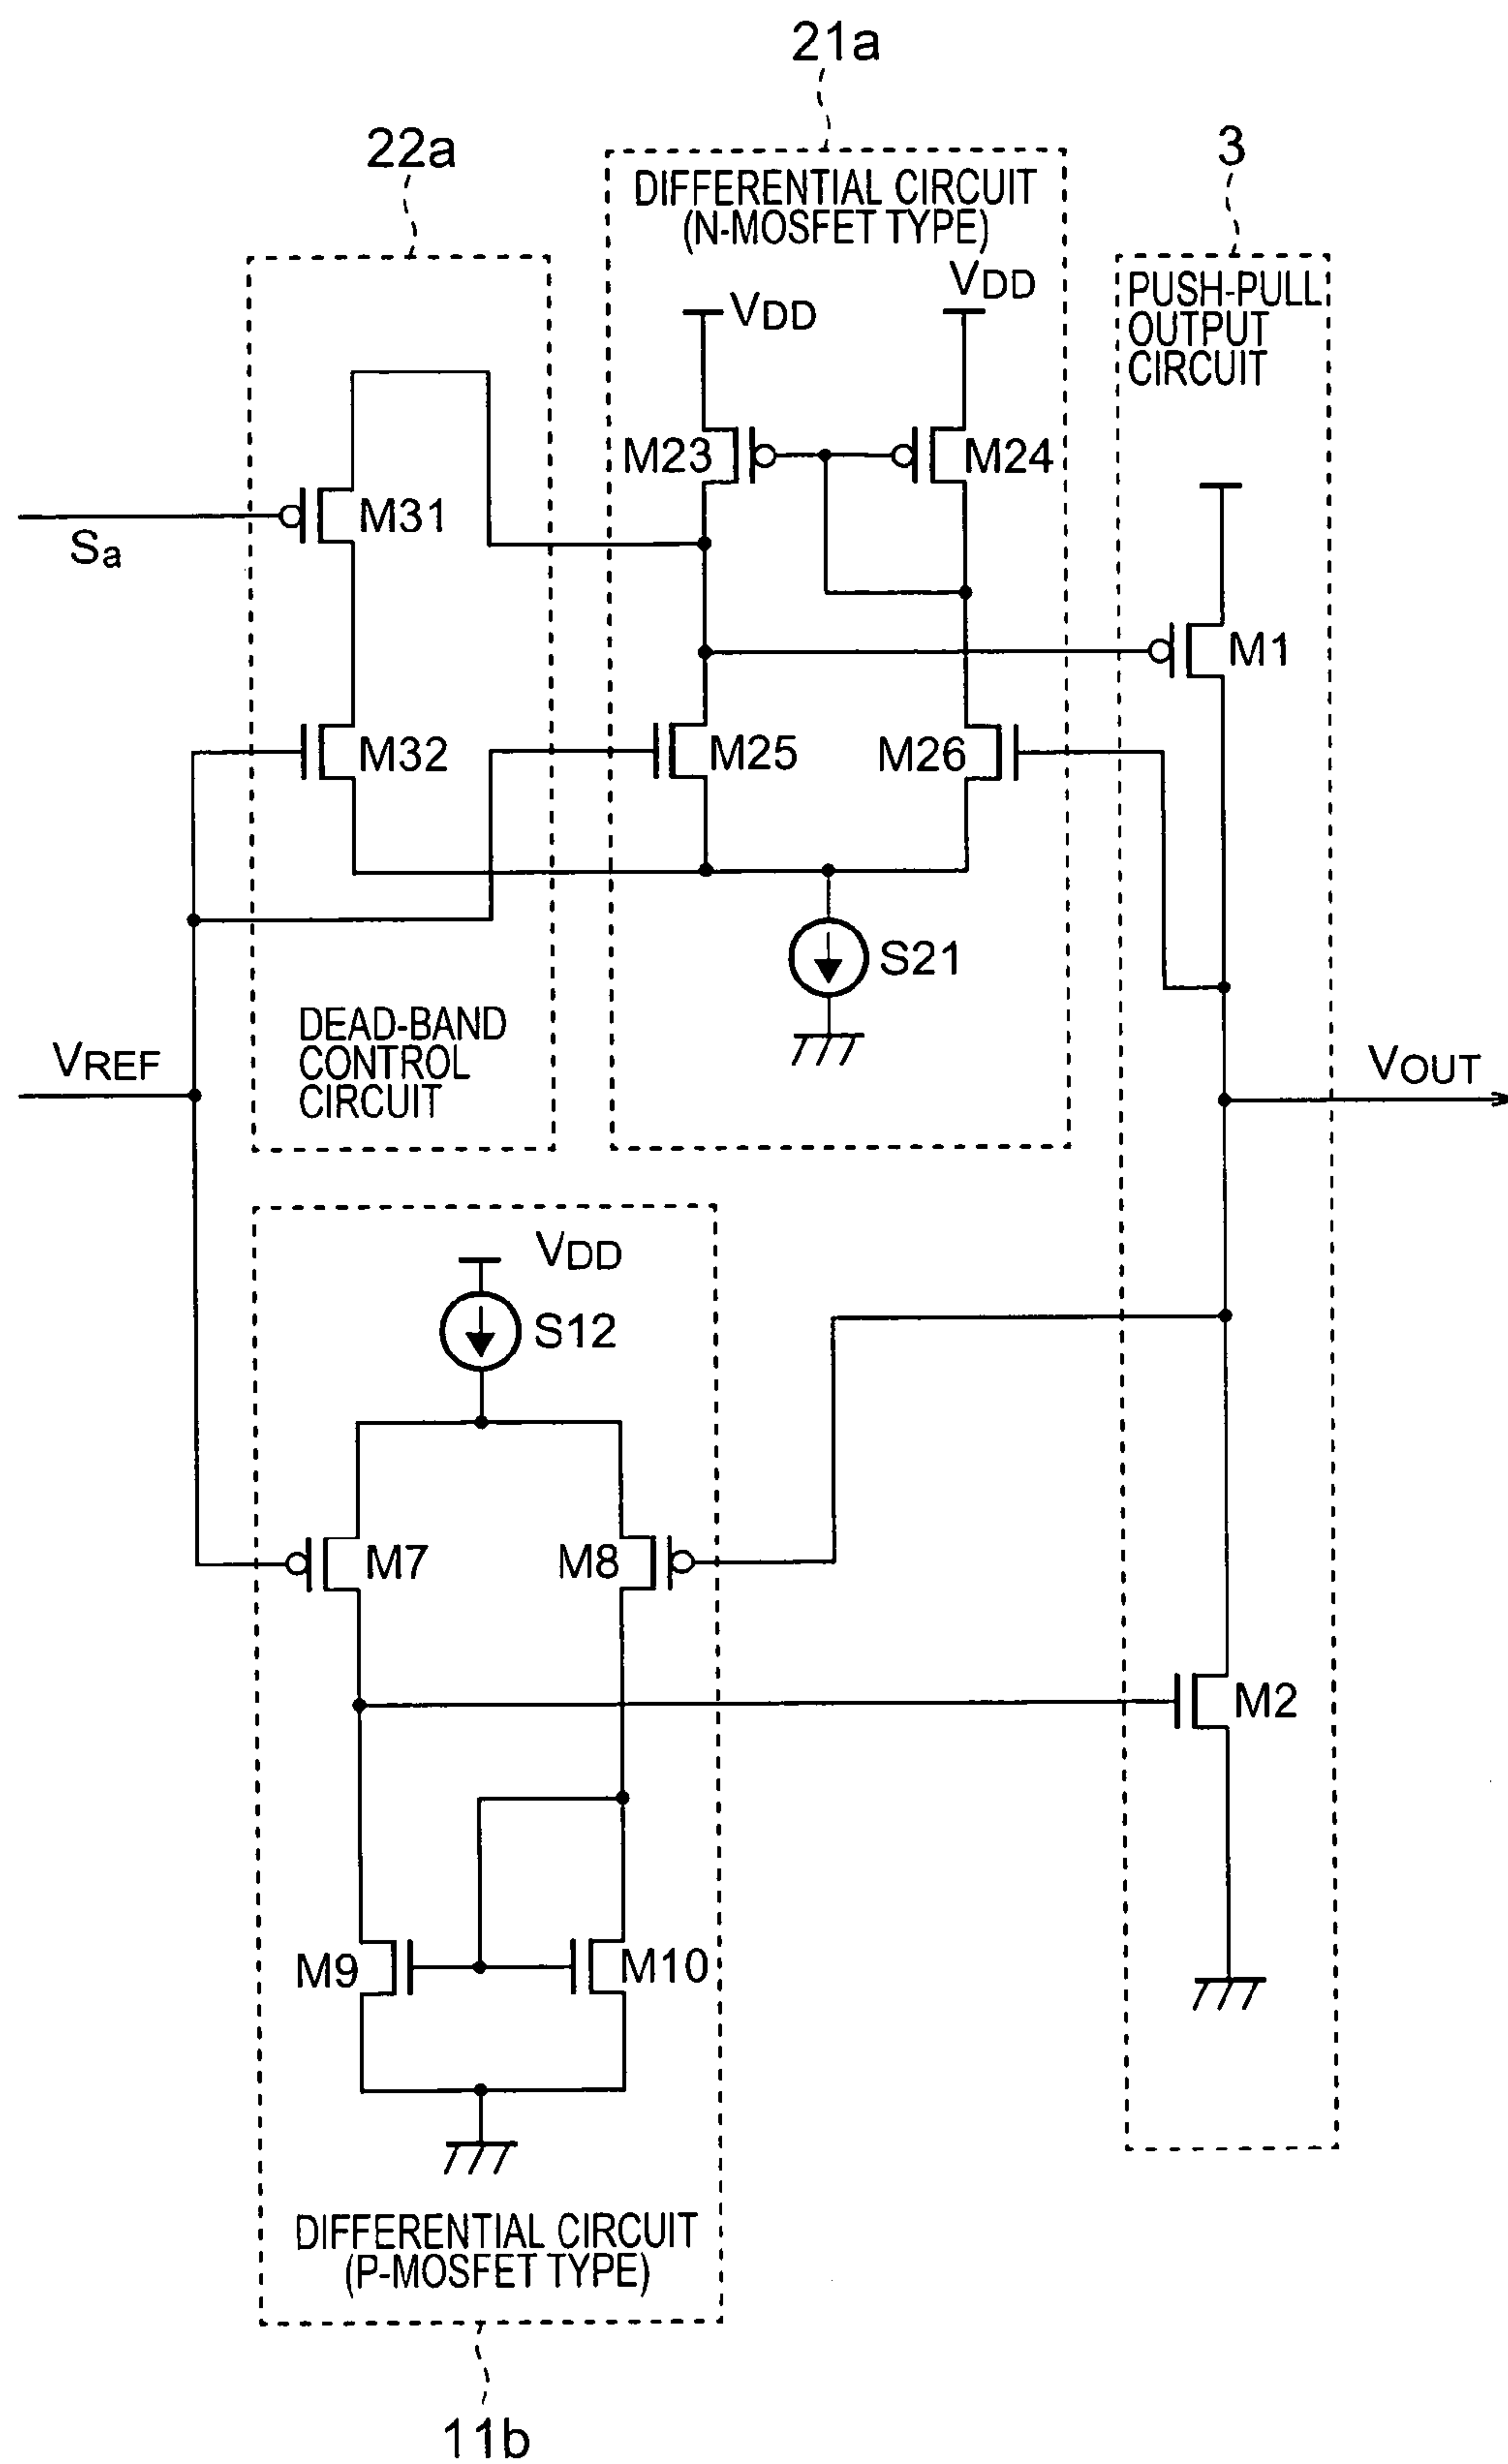 21a
22a
3
DIFFERENTIAL CIRCUIT
(N-MOSFET TYPE)
VDD
VDD
PUSH-PULL
OUTPUT
CIRCUIT
M23
M24
M31
Sa
M1
M32
M25
M26
S21
DEAD-BAND
CONTROL
CIRCUIT
VREF
VOUT
VDD
S12
M7
M8
M2
M9
M10
DIFFERENTIAL CIRCUIT
(P-MOSFET TYPE)
11b